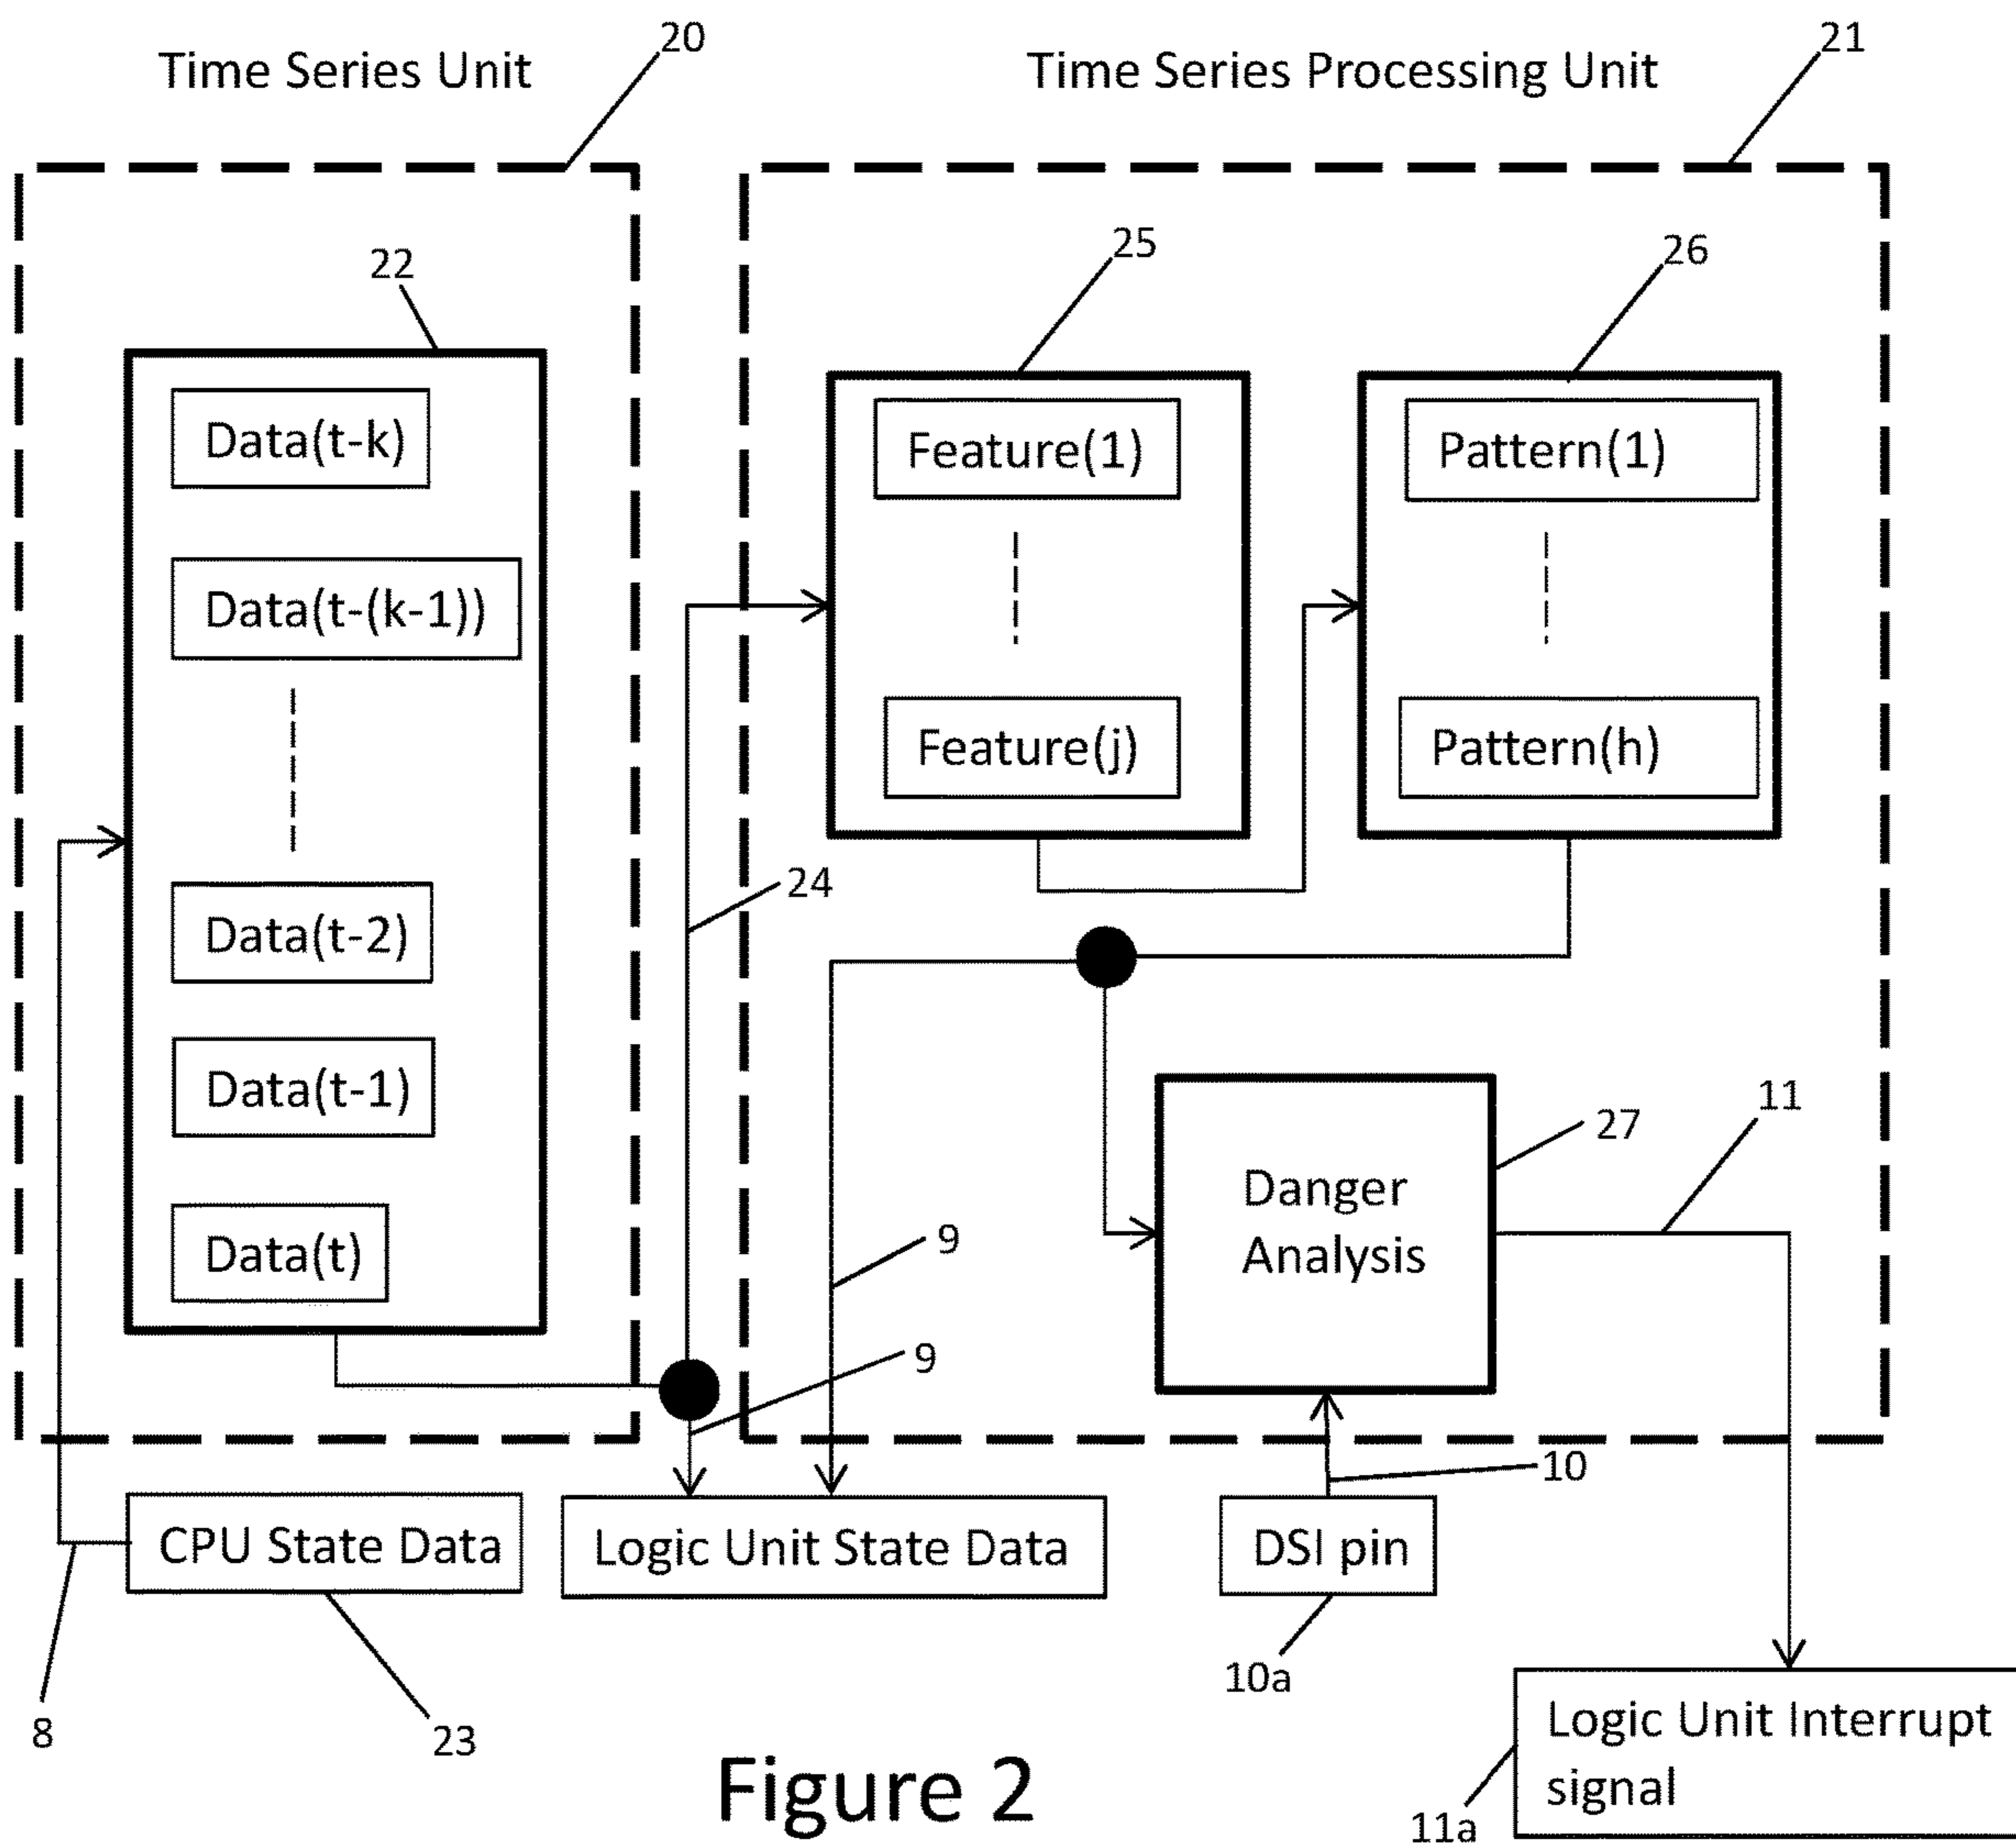 20
Time Series Unit
21
Time Series Processing Unit
22
Data(t-k)
Data(t-(k-1))
Data(t-2)
Data(t-1)
Data(t)
25
Feature(1)
Feature(j)
26
Pattern(1)
Pattern(h)
24
27
Danger
Analysis
11
9
9
10
CPU State Data
Logic Unit State Data
DSI pin
8
23
10a
Logic Unit Interrupt
signal
11a
Figure 2